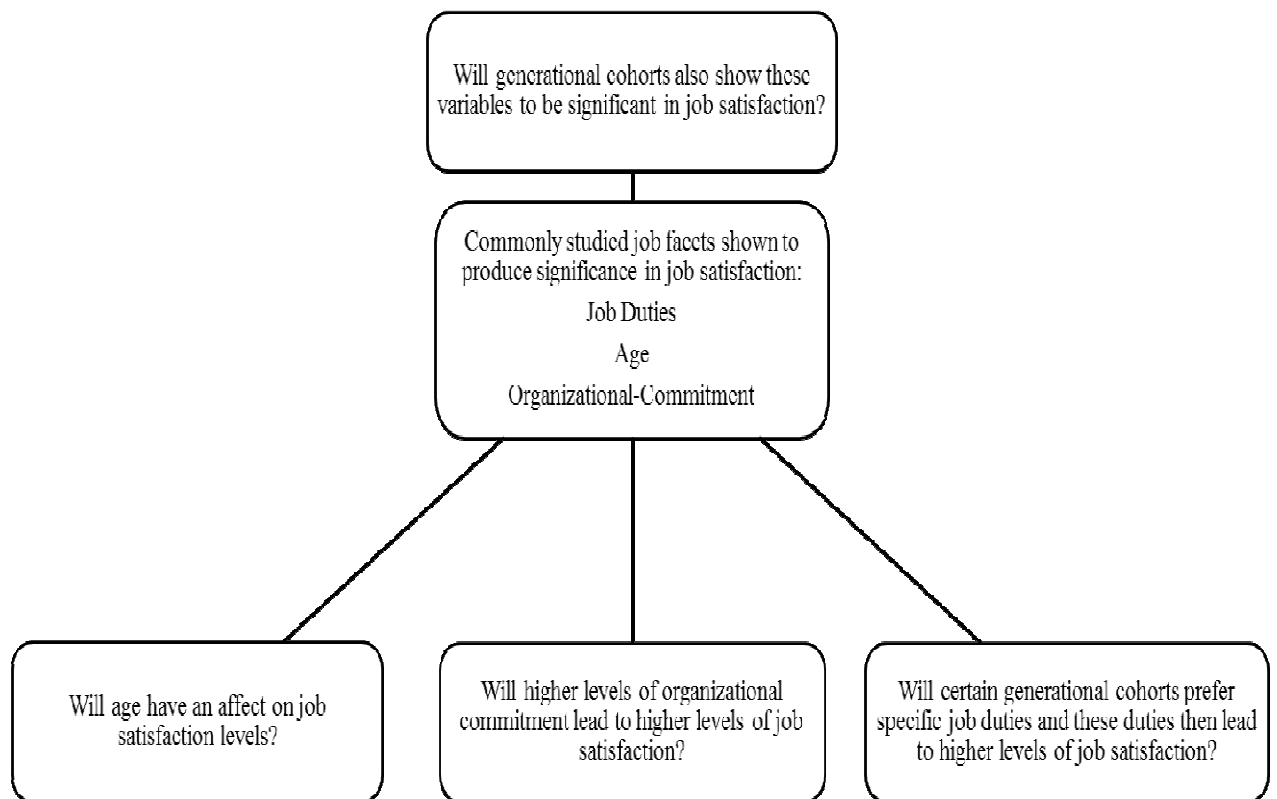 Will generational cohorts also show these
variables to be significant in job satisfaction?
Commonly studied job facets shown to
produce significance in job satisfaction:
Job Duties
Age
Organizational-Commitment
Will age have an affect on job
satisfaction levels?
Will higher levels of organizational
commitment lead to higher levels of job
satisfaction?
Will certain generational cohorts prefer
specific job duties and these duties then lead
to higher levels of job satisfaction?